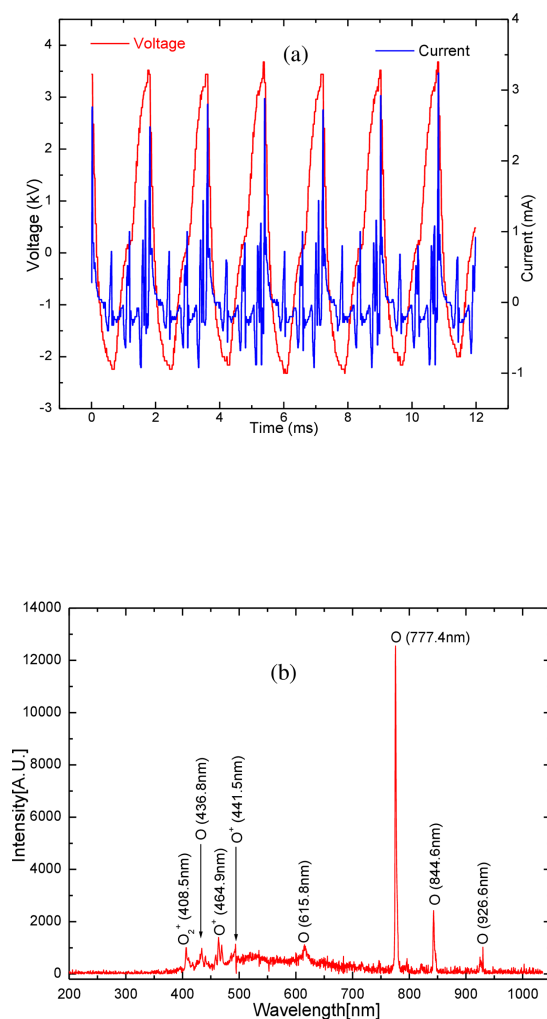 (a)
Voltage
Current
Voltage (kV)
4
3
2
1
0
-1
-2
-3
Current (mA)
4
3
2
1
0
-1
0 2 4 6 8 10 12
Time (ms)
(b)
Intensity[A.U.]
14000
12000
10000
8000
6000
4000
2000
0
O₂⁺ (408.5nm)
O (436.8nm)
O⁺ (464.9nm)
O⁺ (441.5nm)
O (615.8nm)
O (777.4nm)
O (844.6nm)
O (926.6nm)
200 300 400 500 600 700 800 900 1000
Wavelength[nm]